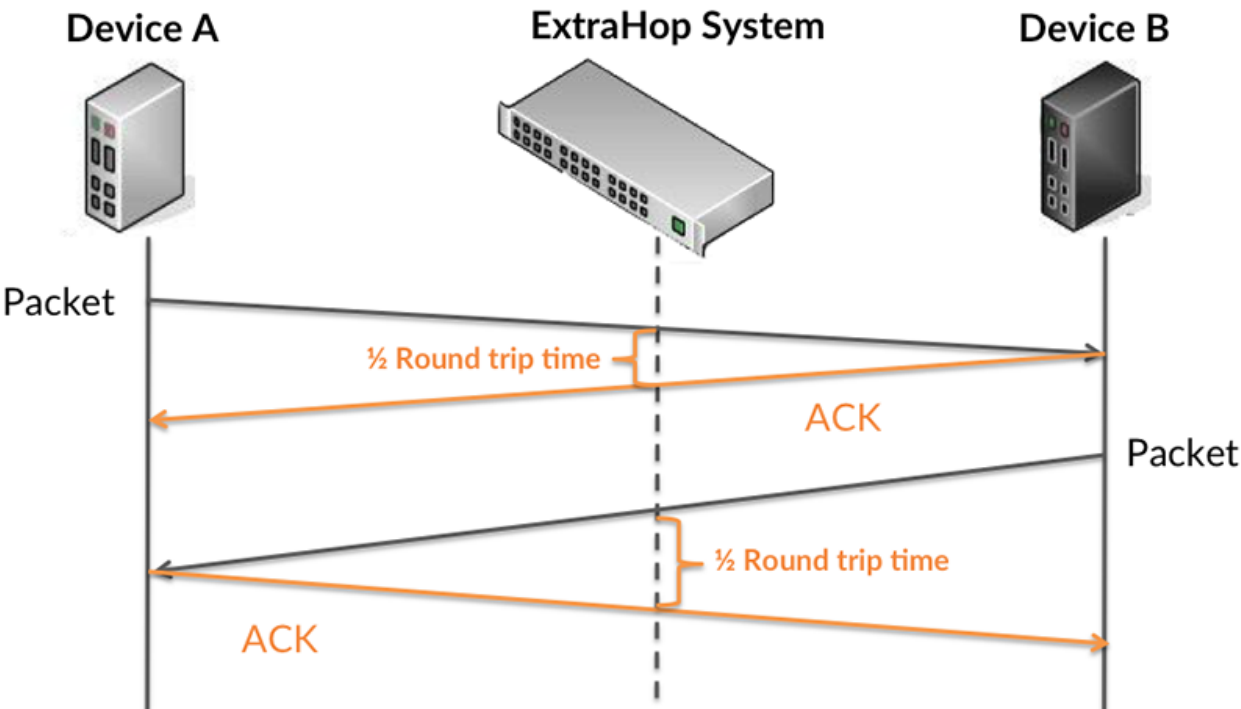 Device A
ExtraHop System
Device B
Packet
½ Round trip time
ACK
Packet
½ Round trip time
ACK